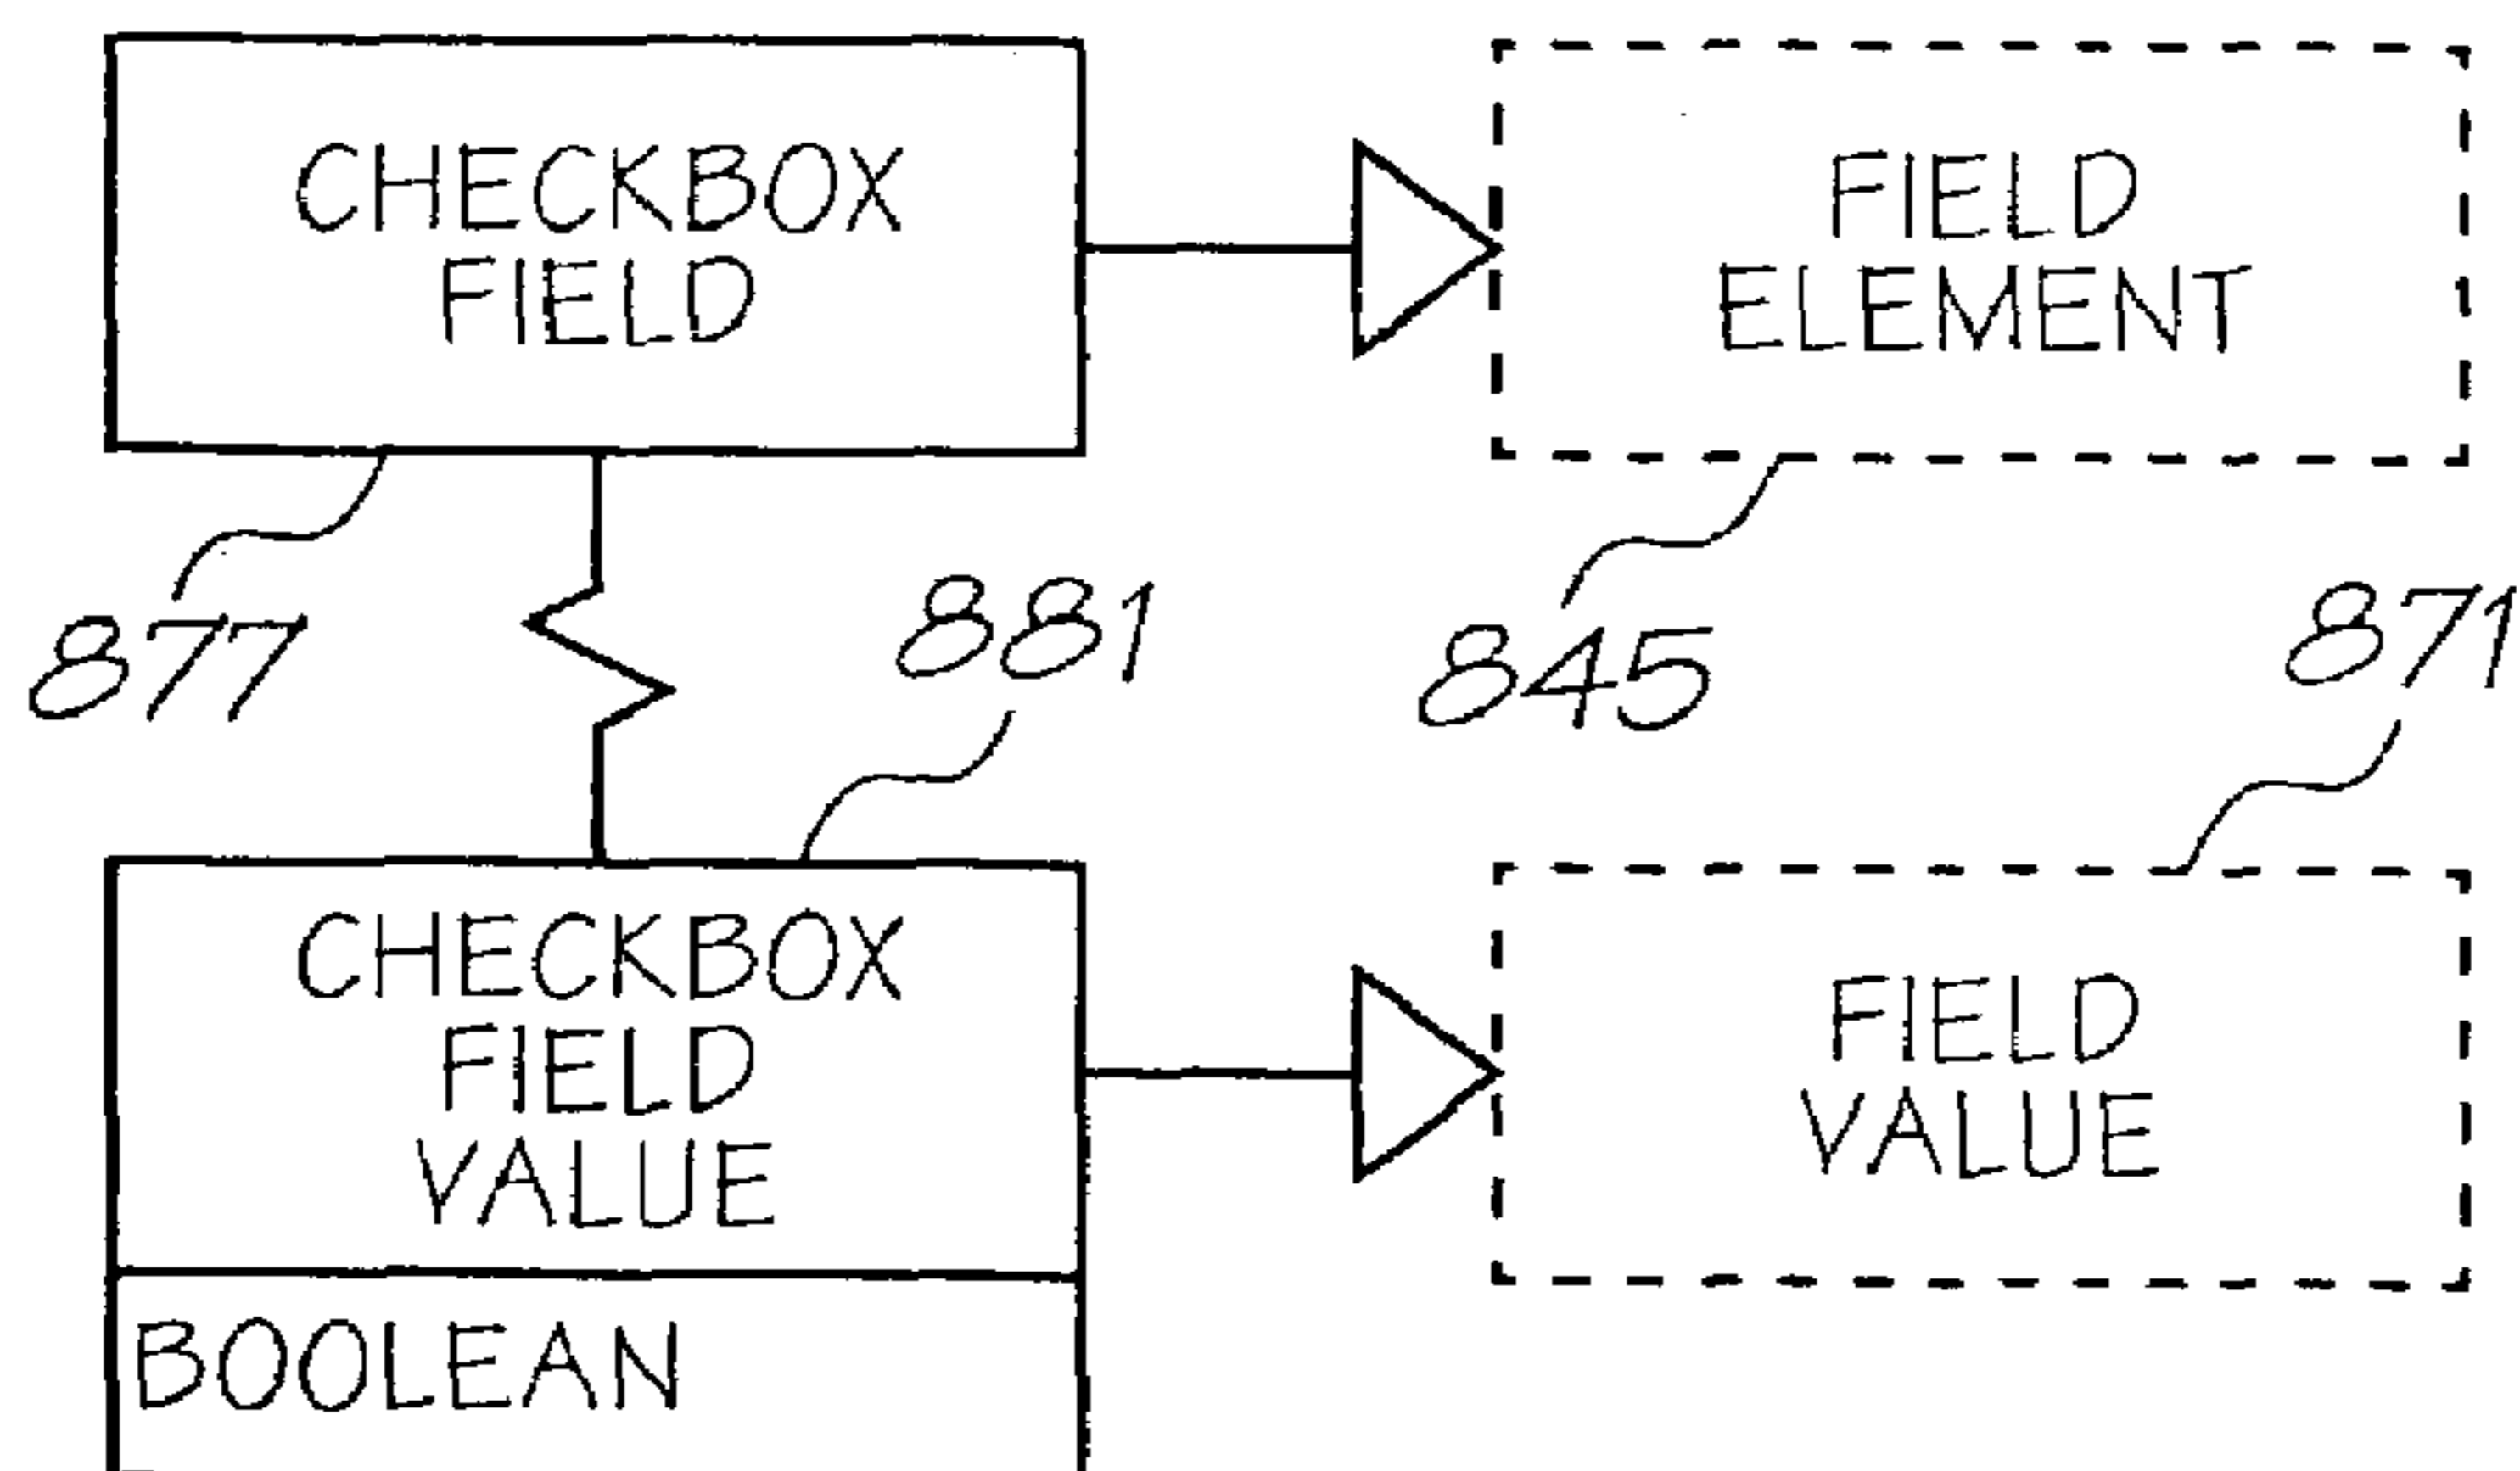 CHECKBOX
FIELD
FIELD
ELEMENT
877
881
845
871
CHECKBOX
FIELD
VALUE
FIELD
VALUE
BOOLEAN